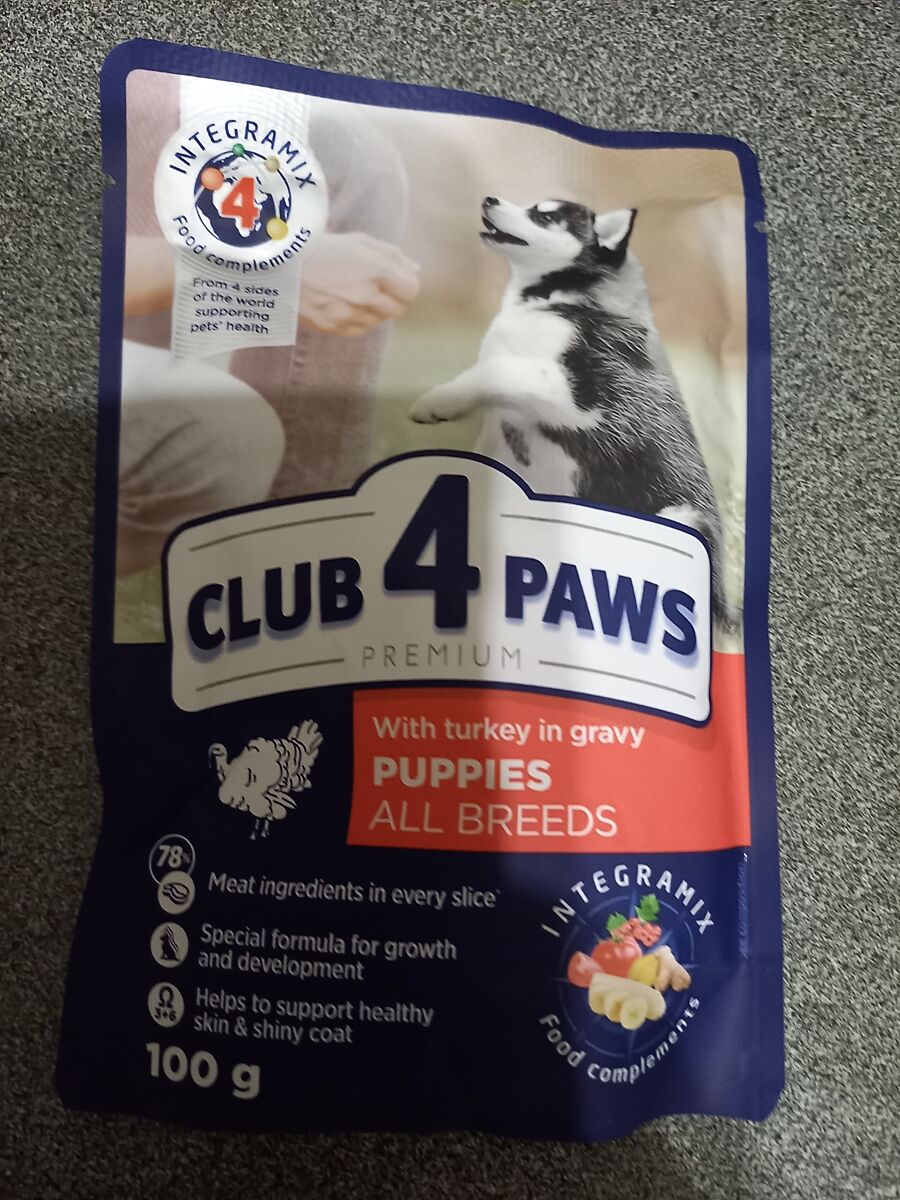 INTEGRAMIX
4
Food complements
From 4 sides
of the world
supporting
pets' health
CLUB 4 PAWS
PREMIUM
With turkey in gravy
PUPPIES
ALL BREEDS
78%
Meat ingredients in every slice*
Special formula for growth
and development
Ω
3+6
Helps to support healthy
skin & shiny coat
100 g
INTEGRAMIX
Food complements